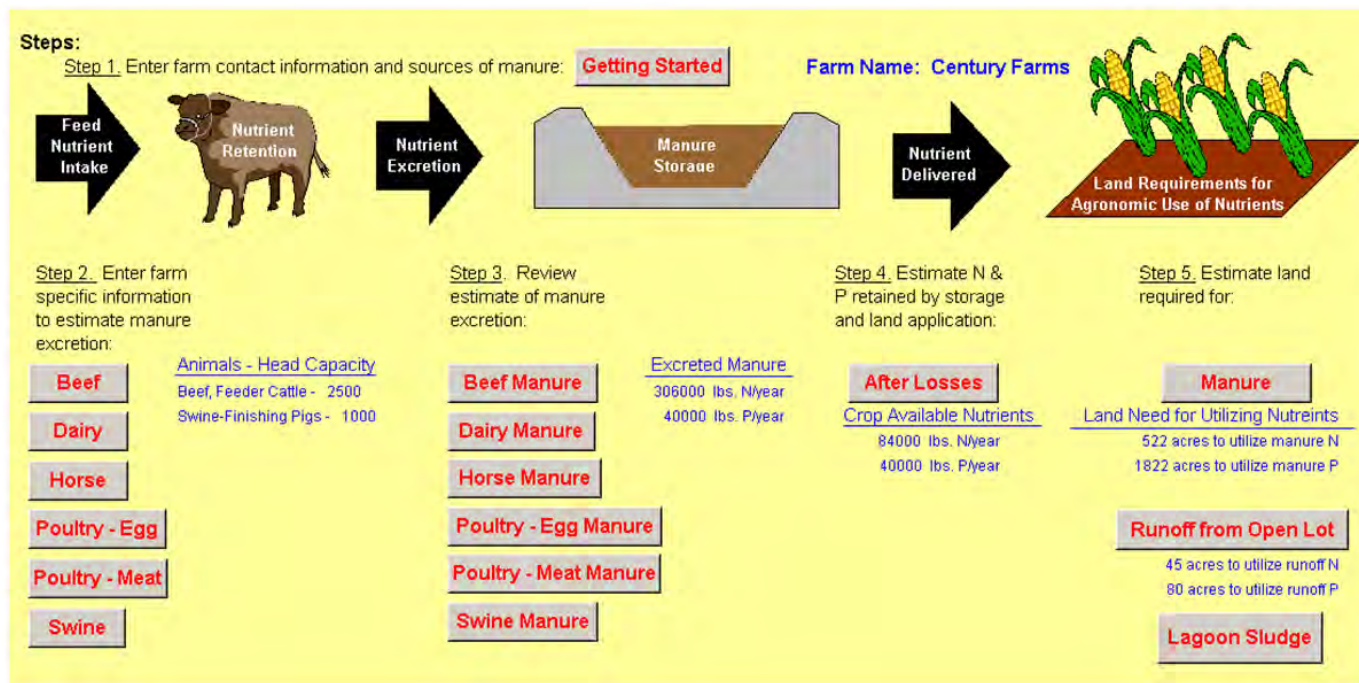 Steps:
Step 1. Enter farm contact information and sources of manure:
Getting Started
Farm Name: Century Farms
Feed
Nutrient
Intake
Nutrient
Retention
Nutrient
Excretion
Manure
Storage
Nutrient
Delivered
Land Requirements for
Agronomic Use of Nutrients
Step 2. Enter farm
specific information
to estimate manure
excretion:
Beef
Dairy
Horse
Poultry - Egg
Poultry - Meat
Swine
Animals - Head Capacity
Beef, Feeder Cattle - 2500
Swine-Finishing Pigs - 1000
Step 3. Review
estimate of manure
excretion:
Beef Manure
Dairy Manure
Horse Manure
Poultry - Egg Manure
Poultry - Meat Manure
Swine Manure
Excreted Manure
306000 lbs. N/year
40000 lbs. P/year
Step 4. Estimate N &
P retained by storage
and land application:
After Losses
Crop Available Nutrients
84000 lbs. N/year
40000 lbs. P/year
Step 5. Estimate land
required for:
Manure
Land Need for Utilizing Nutreints
522 acres to utilize manure N
1822 acres to utilize manure P
Runoff from Open Lot
45 acres to utilize runoff N
80 acres to utilize runoff P
Lagoon Sludge